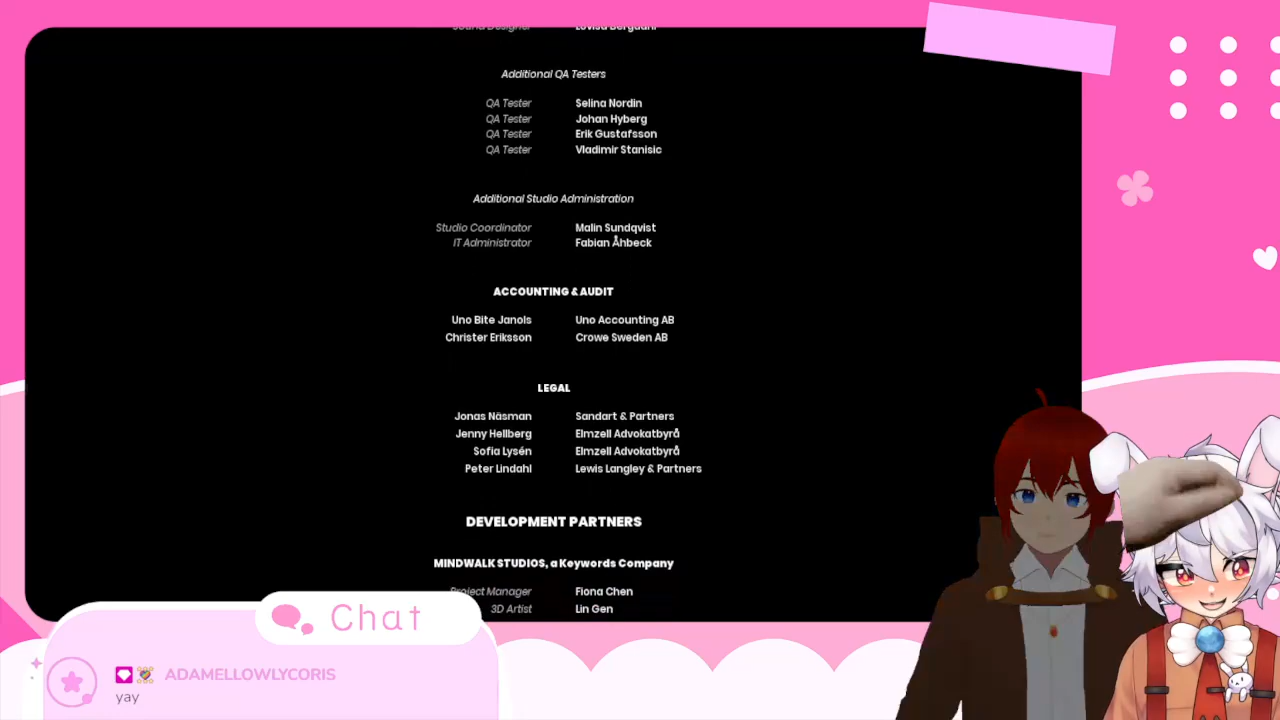 Sound Designer Lovisa Bergdahl
Additional QA Testers
QA Tester Selina Nordin
QA Tester Johan Hyberg
QA Tester Erik Gustafsson
QA Tester Vladimir Stanisic
Additional Studio Administration
Studio Coordinator Malin Sundqvist
IT Administrator Fabian Åhbeck
ACCOUNTING & AUDIT
Uno Bite Janols Uno Accounting AB
Christer Eriksson Crowe Sweden AB
LEGAL
Jonas Näsman Sandart & Partners
Jenny Hellberg Elmzell Advokatbyrå
Sofia Lysén Elmzell Advokatbyrå
Peter Lindahl Lewis Langley & Partners
DEVELOPMENT PARTNERS
MINDWALK STUDIOS, a Keywords Company
Project Manager Fiona Chen
3D Artist Lin Gen
Chat
ADAMELLOWLYCORIS
yay